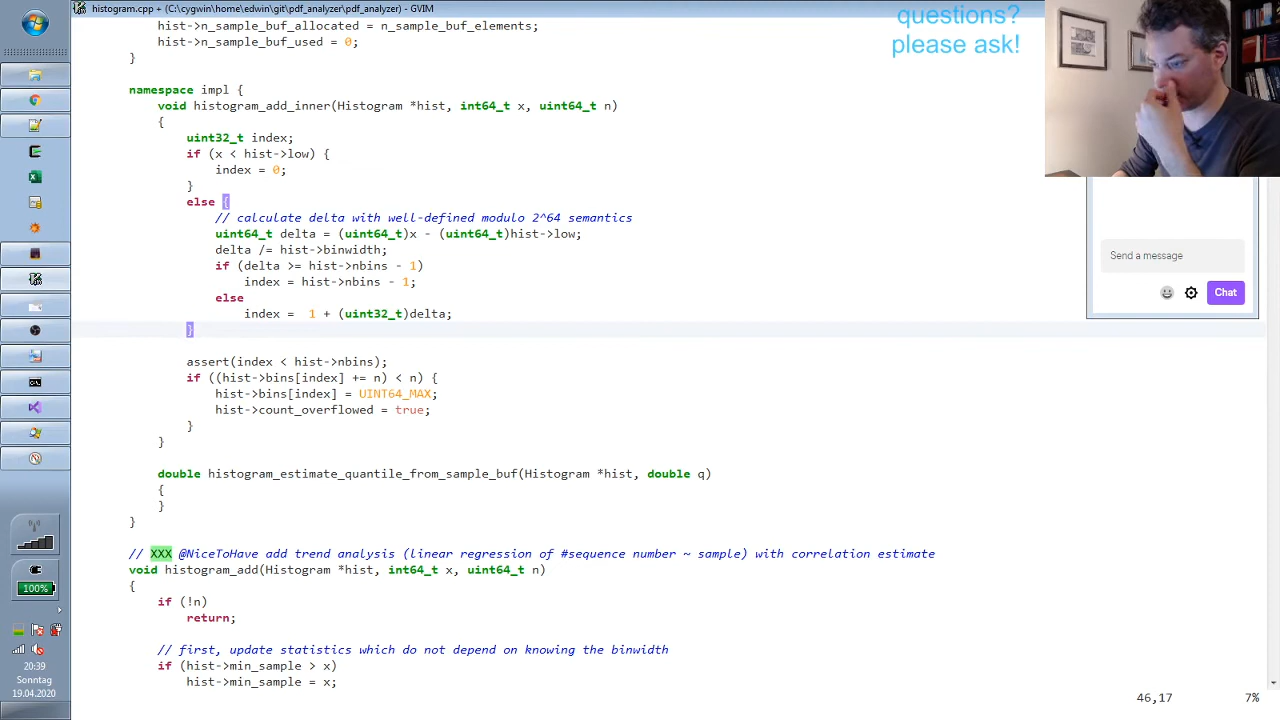 histogram.cpp + (C:\cygwin\home\edwin\git\pdf_analyzer\pdf_analyzer) - GVIM
questions?
please ask!
hist->n_sample_buf_allocated = n_sample_buf_elements;
hist->n_sample_buf_used = 0;
}
namespace impl {
void histogram_add_inner(Histogram *hist, int64_t x, uint64_t n)
{
uint32_t index;
if (x < hist->low) {
index = 0;
}
else {
// calculate delta with well-defined modulo 2^64 semantics
uint64_t delta = (uint64_t)x - (uint64_t)hist->low;
delta /= hist->binwidth;
if (delta >= hist->nbins - 1)
index = hist->nbins - 1;
else
index =  1 + (uint32_t)delta;
}
assert(index < hist->nbins);
if ((hist->bins[index] += n) < n) {
hist->bins[index] = UINT64_MAX;
hist->count_overflowed = true;
}
}
double histogram_estimate_quantile_from_sample_buf(Histogram *hist, double q)
{
}
}
// XXX @NiceToHave add trend analysis (linear regression of #sequence number ~ sample) with correlation estimate
void histogram_add(Histogram *hist, int64_t x, uint64_t n)
{
if (!n)
return;
// first, update statistics which do not depend on knowing the binwidth
if (hist->min_sample > x)
hist->min_sample = x;
46,17 7%
Send a message
Chat
100%
20:39
Sonntag
19.04.2020